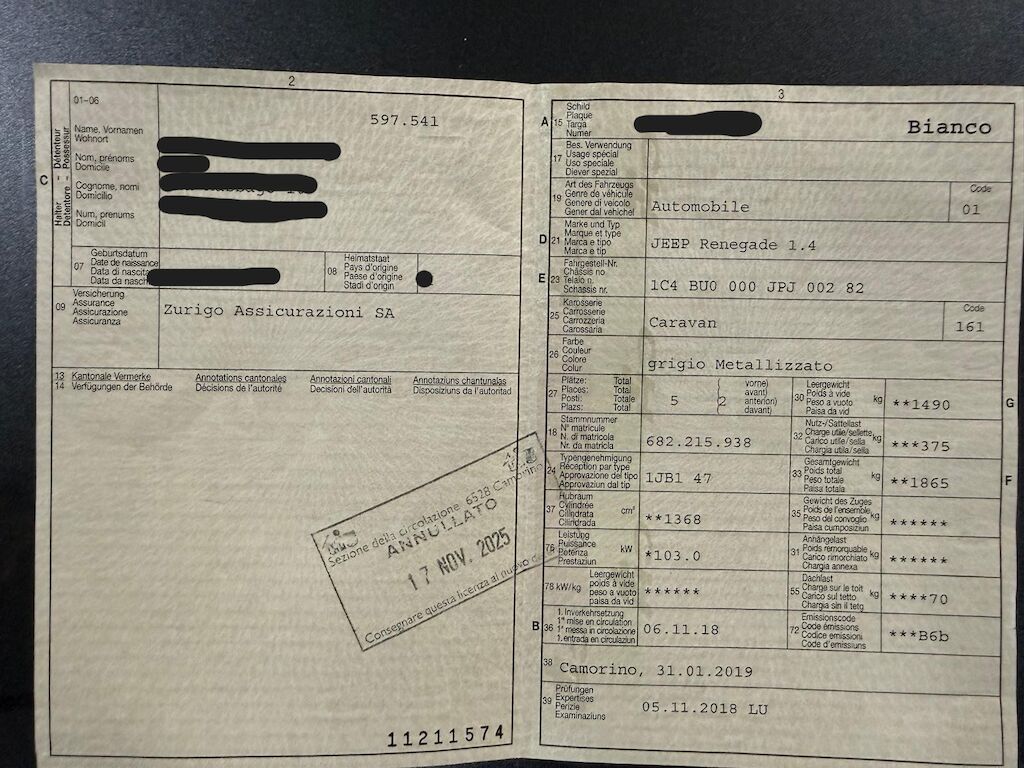 2
01-06
597.541
Halter – Détenteur
Detentore – Possessur
C
Name, Vornamen
Wohnort
Nom, prénoms
Domicile
Cognome, nomi
Domicilio
Num, prenums
Domicil
07
Geburtsdatum
Date de naissance
Data di nascita
Data da nasch
08
Heimatstaat
Pays d'origine
Paese d'origine
Stadi d'origin
09
Versicherung
Assurance
Assicurazione
Assicuranza
Zurigo Assicurazioni SA
13 Kantonale Vermerke Annotations cantonales Annotazioni cantonali Annotaziuns chantunalas
14 Verfügungen der Behörde Décisions de l'autorité Decisioni dell'autorità Disposiziuns da l'autoritad
Sezione della circolazione 6528 Camorino
ANNULLATO
17 NOV. 2025
Consegnare questa licenza al nuovo
11211574
3
A 15
Schild
Plaque
Targa
Numer
Bianco
17
Bes. Verwendung
Usage spécial
Uso speciale
Diever spezial
19
Art des Fahrzeugs
Genre de véhicule
Genere di veicolo
Gener dal vehichel
Automobile
Code
01
D 21
Marke und Typ
Marque et type
Marca e tipo
Marca e tip
JEEP Renegade 1.4
E 23
Fahrgestell-Nr.
Châssis no
Telaio n.
Schassis nr.
1C4 BU0 000 JPJ 002 82
25
Karosserie
Carrosserie
Carrozzeria
Carossaria
Caravan
Code
161
26
Farbe
Couleur
Colore
Colur
grigio Metallizzato
27
Plätze: Total
Places: Total
Posti: Totale
Plazs: Total
5
(2
vorne)
avant)
anteriori)
davant)
30
Leergewicht
Poids à vide
Peso a vuoto
Paisa da vid
kg
**1490
G
18
Stammnummer
N° matricule
N. di matricola
Nr. da matricla
682.215.938
32
Nutz-/Sattellast
Charge utile/sellette
Carico utile/sella
Chargia utila/sella
kg
***375
24
Typengenehmigung
Réception par type
Approvazione del tipo
Approvaziun dal tip
1JB1 47
33
Gesamtgewicht
Poids total
Peso totale
Paisa totala
kg
**1865
F
37
Hubraum
Cylindrée
Cilindrata
Cilindrada
cm³
**1368
35
Gewicht des Zuges
Poids de l'ensemble
Peso del convoglio
Paisa cumposiziun
kg
******
76
Leistung
Puissance
Potenza
Prestaziun
kW
*103.0
31
Anhängelast
Poids remorquable
Carico rimorchiato
Chargia annexa
kg
******
78 kW/kg
Leergewicht
poids à vide
peso a vuoto
paisa da vid
******
55
Dachlast
Charge sur le toit
Carico sul tetto
Chargia sin il tetg
kg
****70
B 36
1. Inverkehrsetzung
1re mise en circulation
1a messa in circolazione
1. entrada en circulaziun
06.11.18
72
Emissionscode
Code émissions
Codice emissioni
Code d'emissiuns
***B6b
38
Camorino, 31.01.2019
39
Prüfungen
Expertises
Perizie
Examinaziuns
05.11.2018 LU